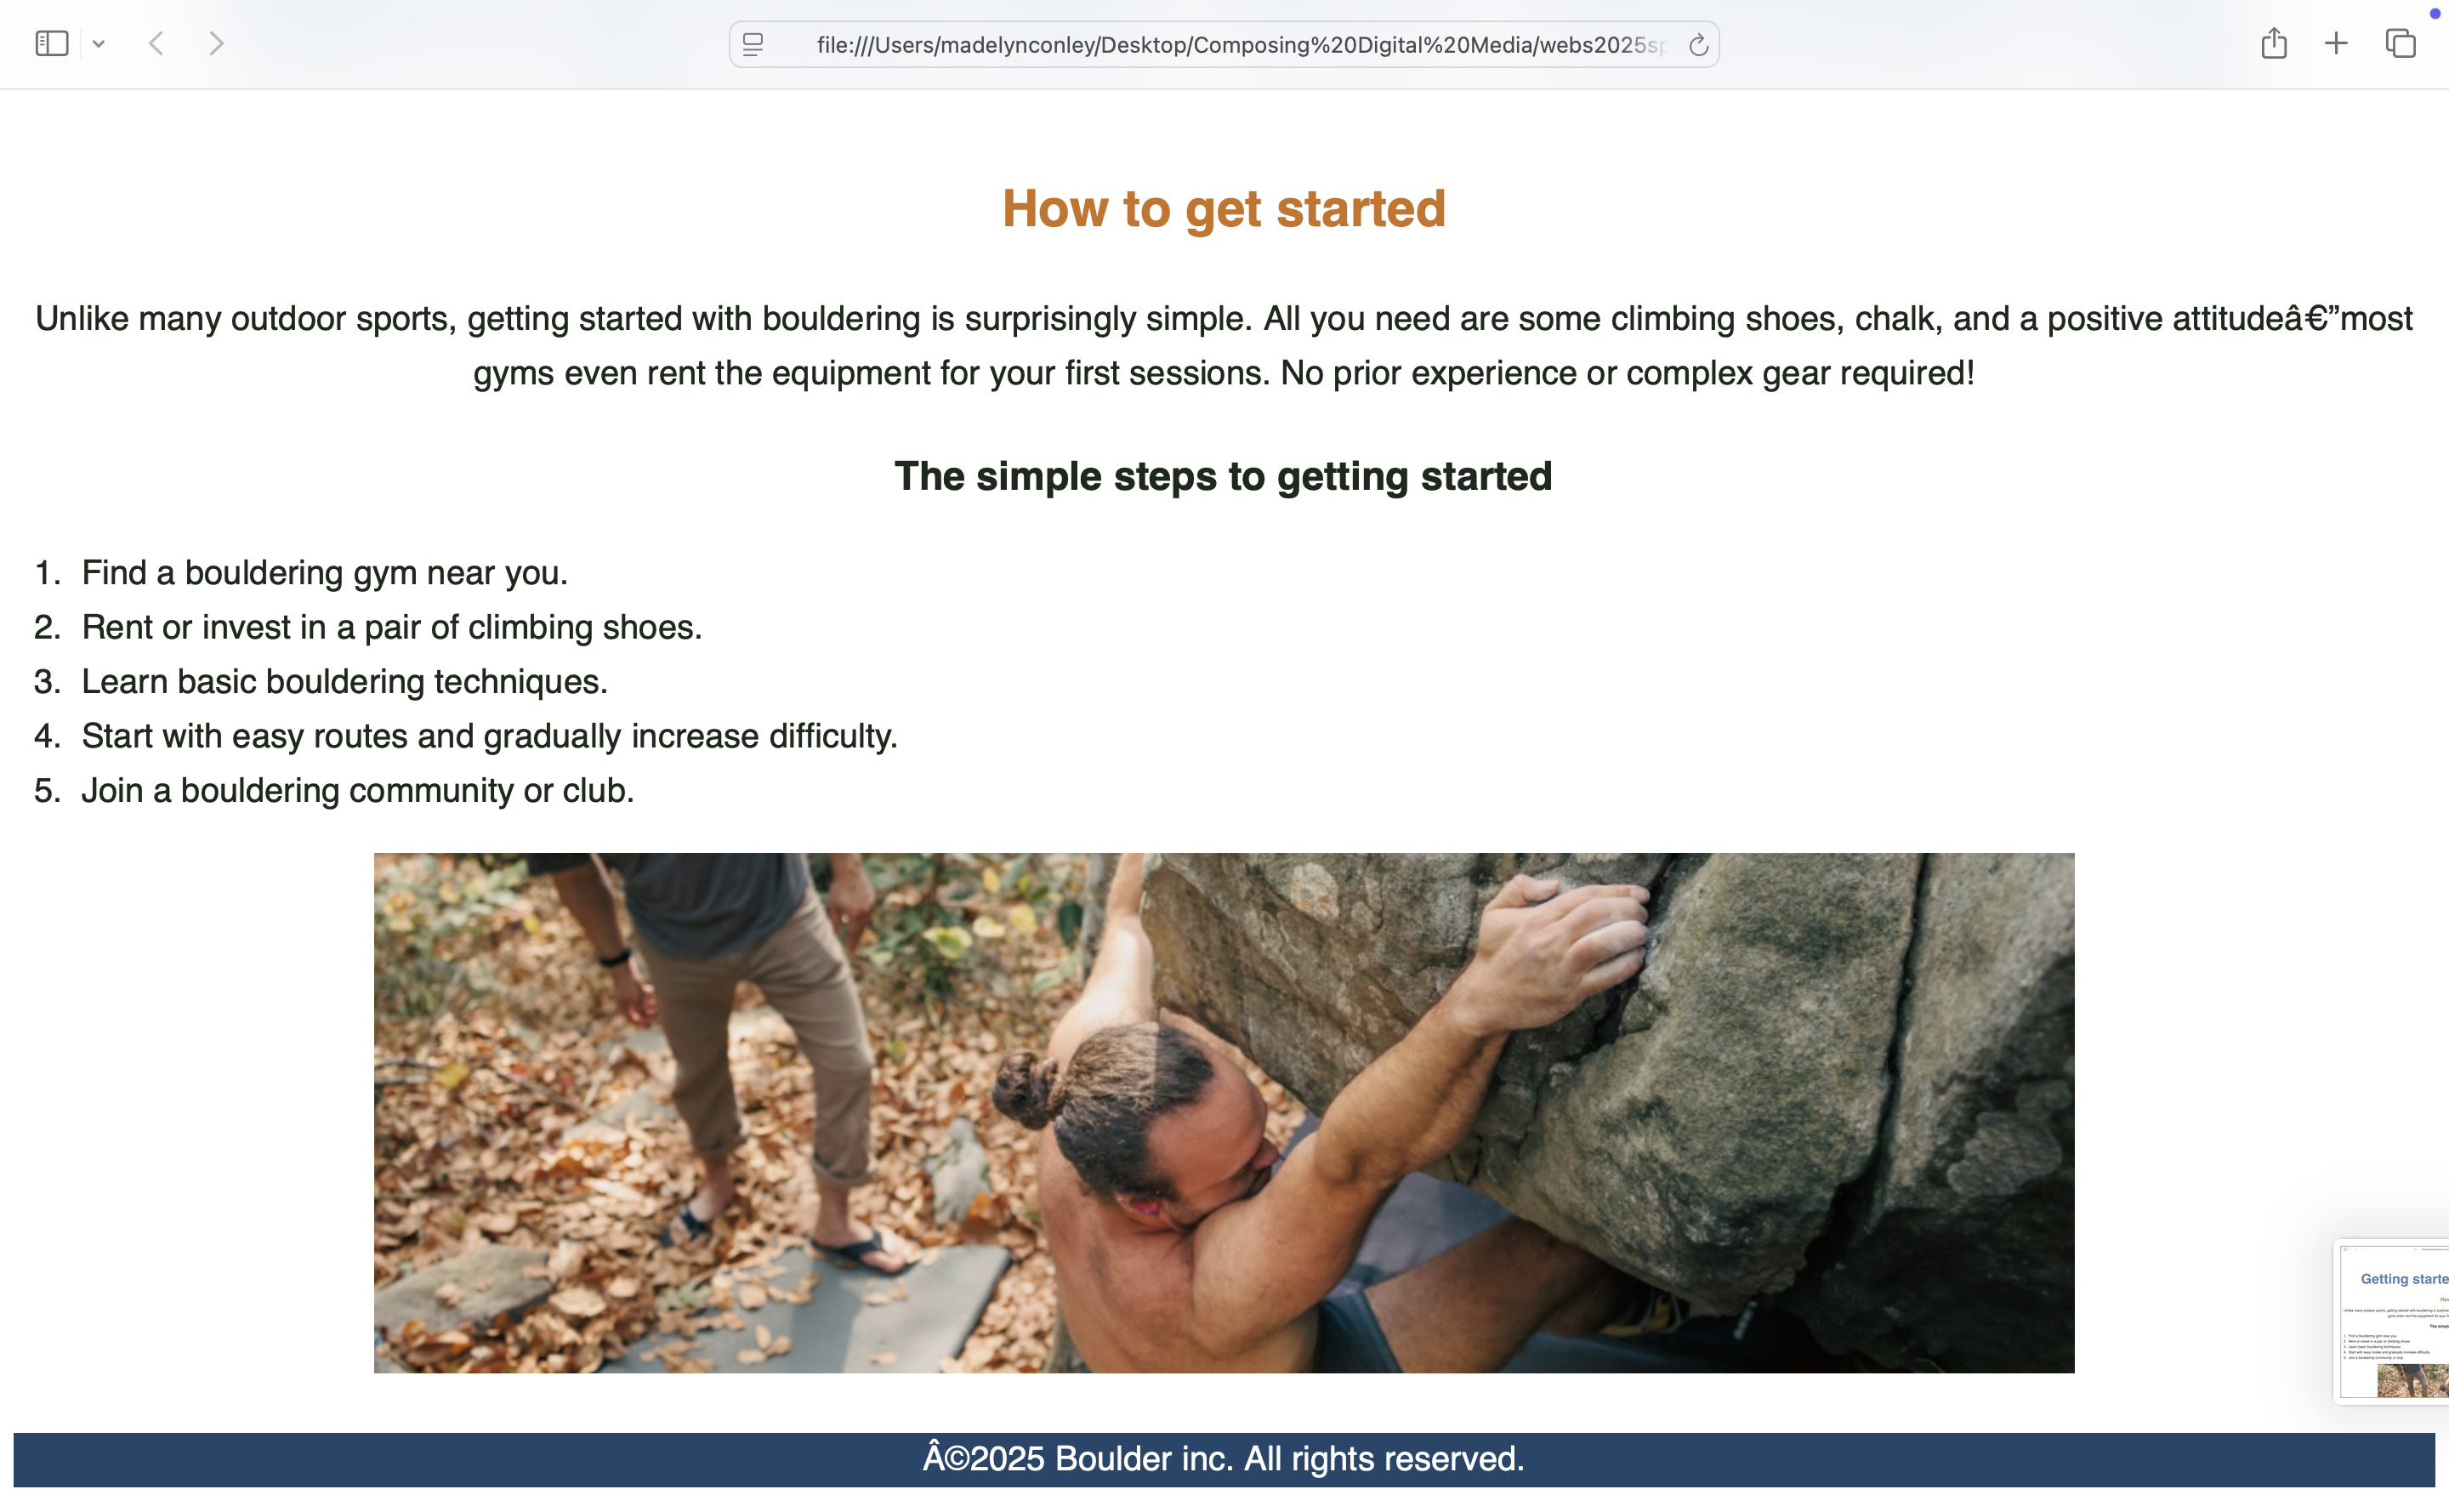 file:///Users/madelynconley/Desktop/Composing%20Digital%20Media/webs2025sp
How to get started
Unlike many outdoor sports, getting started with bouldering is surprisingly simple. All you need are some climbing shoes, chalk, and a positive attitudeâ€”most
gyms even rent the equipment for your first sessions. No prior experience or complex gear required!
The simple steps to getting started
1. Find a bouldering gym near you.
2. Rent or invest in a pair of climbing shoes.
3. Learn basic bouldering techniques.
4. Start with easy routes and gradually increase difficulty.
5. Join a bouldering community or club.
Getting starte
Â©2025 Boulder inc. All rights reserved.